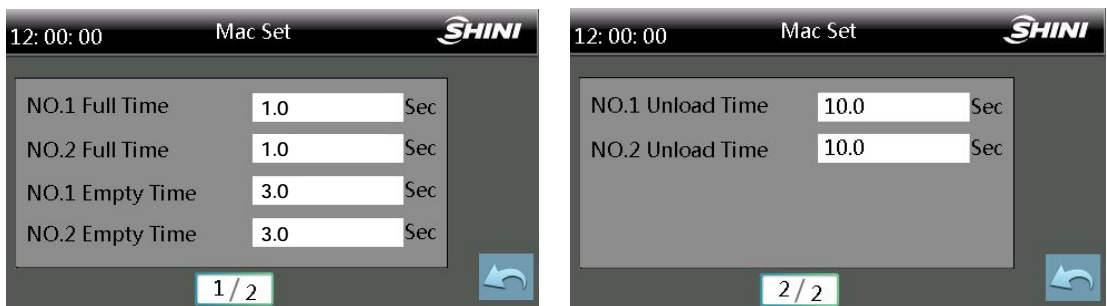 12: 00: 00 Mac Set SHINI
NO.1 Full Time 1.0 Sec
NO.2 Full Time 1.0 Sec
NO.1 Empty Time 3.0 Sec
NO.2 Empty Time 3.0 Sec
1/2
12: 00: 00 Mac Set SHINI
NO.1 Unload Time 10.0 Sec
NO.2 Unload Time 10.0 Sec
2/2